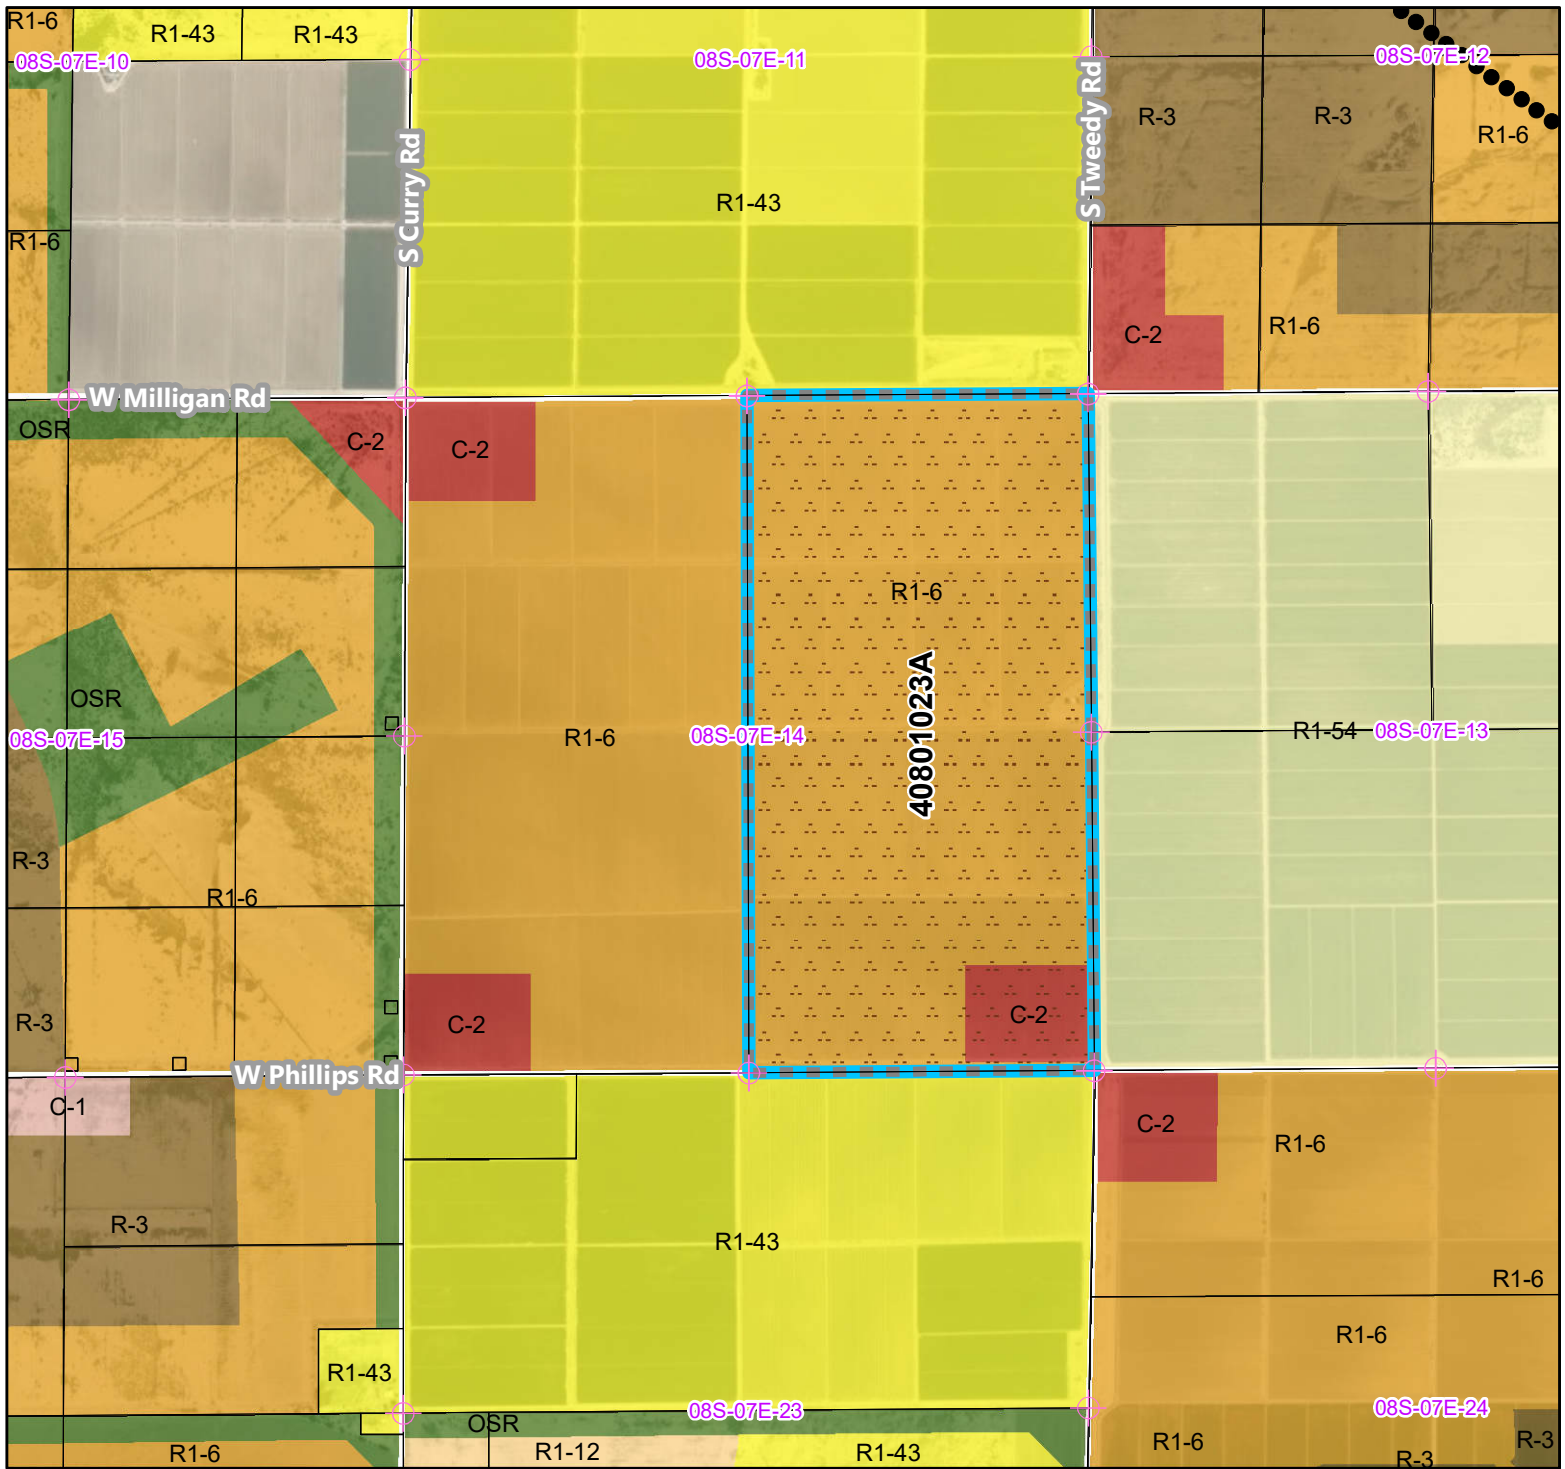 R1-6
R1-43
R1-43
08S-07E-10
08S-07E-11
08S-07E-12
S Curry Rd
S Tweedy Rd
R-3
R-3
R1-6
R1-43
R1-6
C-2
R1-6
W Milligan Rd
OSR
C-2
C-2
R1-6
40801023A
OSR
08S-07E-15
R1-6
08S-07E-14
R1-54
08S-07E-13
R-3
R1-6
R-3
C-2
C-2
W Phillips Rd
C-1
C-2
R1-6
R-3
R1-43
R1-6
R1-6
R1-43
08S-07E-23
08S-07E-24
OSR
R1-6
R1-12
R1-43
R1-6
R-3
R-3